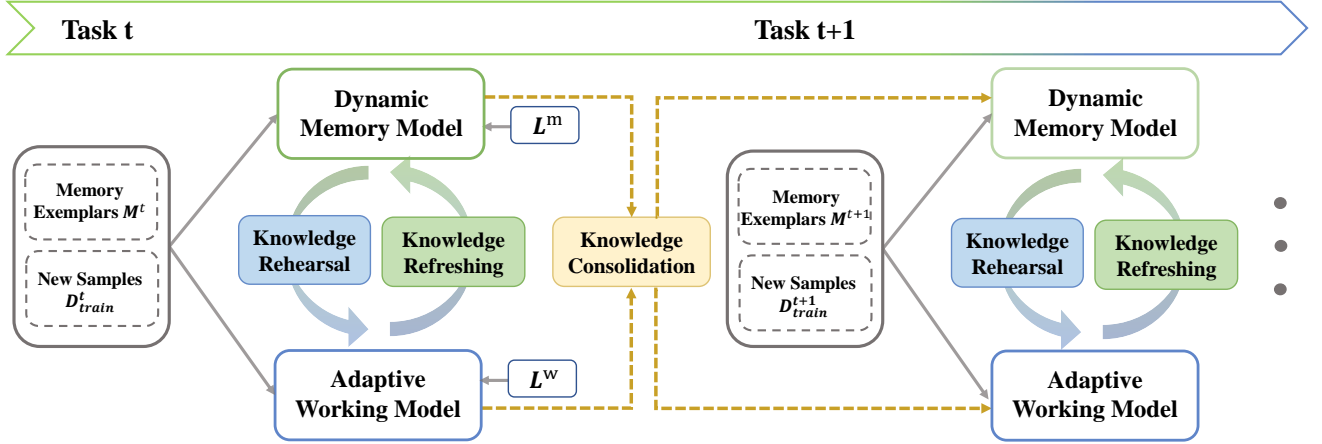 Task t
Task t+1
Dynamic
Memory Model
L^m
Memory
Exemplars M^t
New Samples
D^t_train
Knowledge
Rehearsal
Knowledge
Refreshing
Adaptive
Working Model
L^w
Knowledge
Consolidation
Memory
Exemplars M^{t+1}
New Samples
D^{t+1}_train
Dynamic
Memory Model
Knowledge
Rehearsal
Knowledge
Refreshing
Adaptive
Working Model